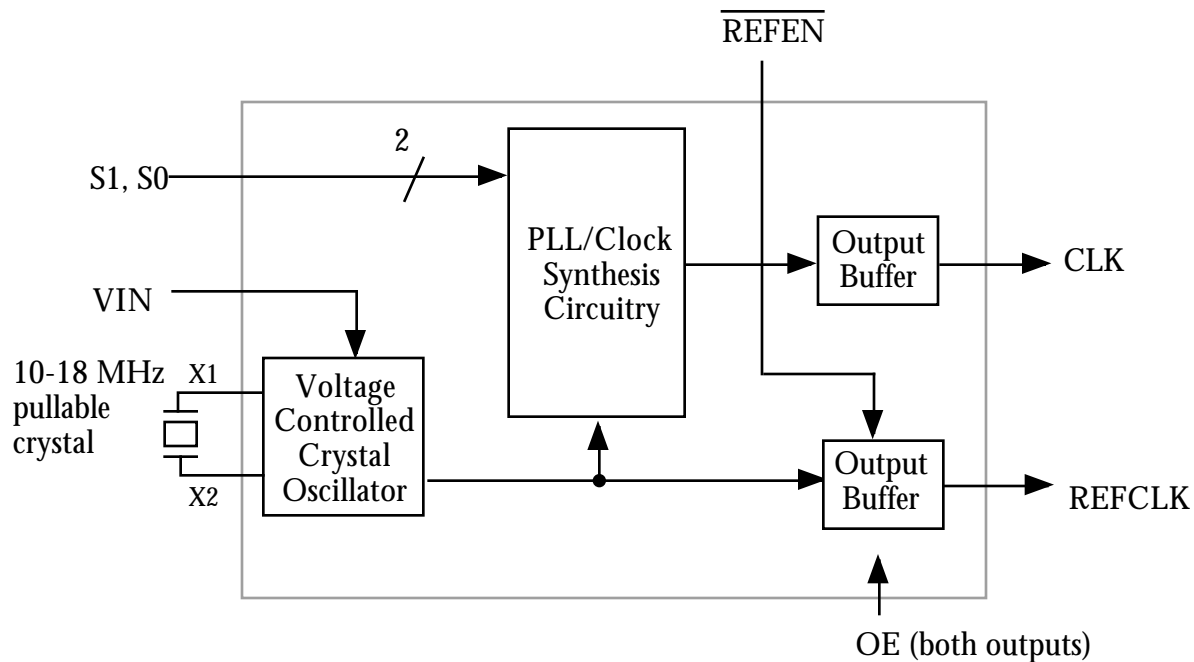 REFEN
2
S1, S0
PLL/Clock
Synthesis
Circuitry
Output
Buffer
CLK
VIN
10-18 MHz
pullable
crystal
X1
X2
Voltage
Controlled
Crystal
Oscillator
Output
Buffer
REFCLK
OE (both outputs)